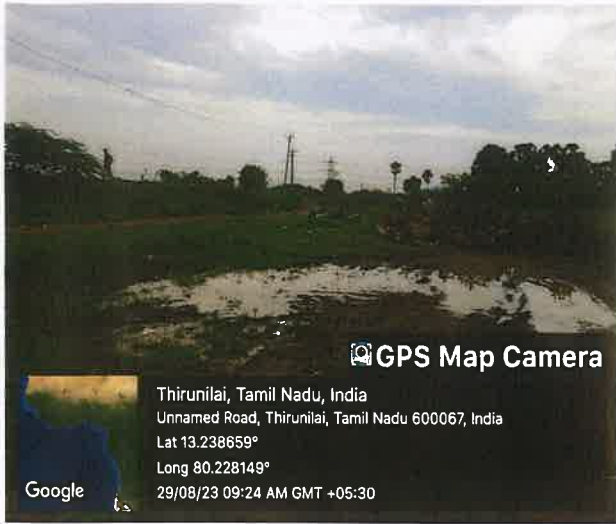 GPS Map Camera
Thirunilai, Tamil Nadu, India
Unnamed Road, Thirunilai, Tamil Nadu 600067, India
Lat 13.238659°
Long 80.228149°
29/08/23 09:24 AM GMT +05:30
Google